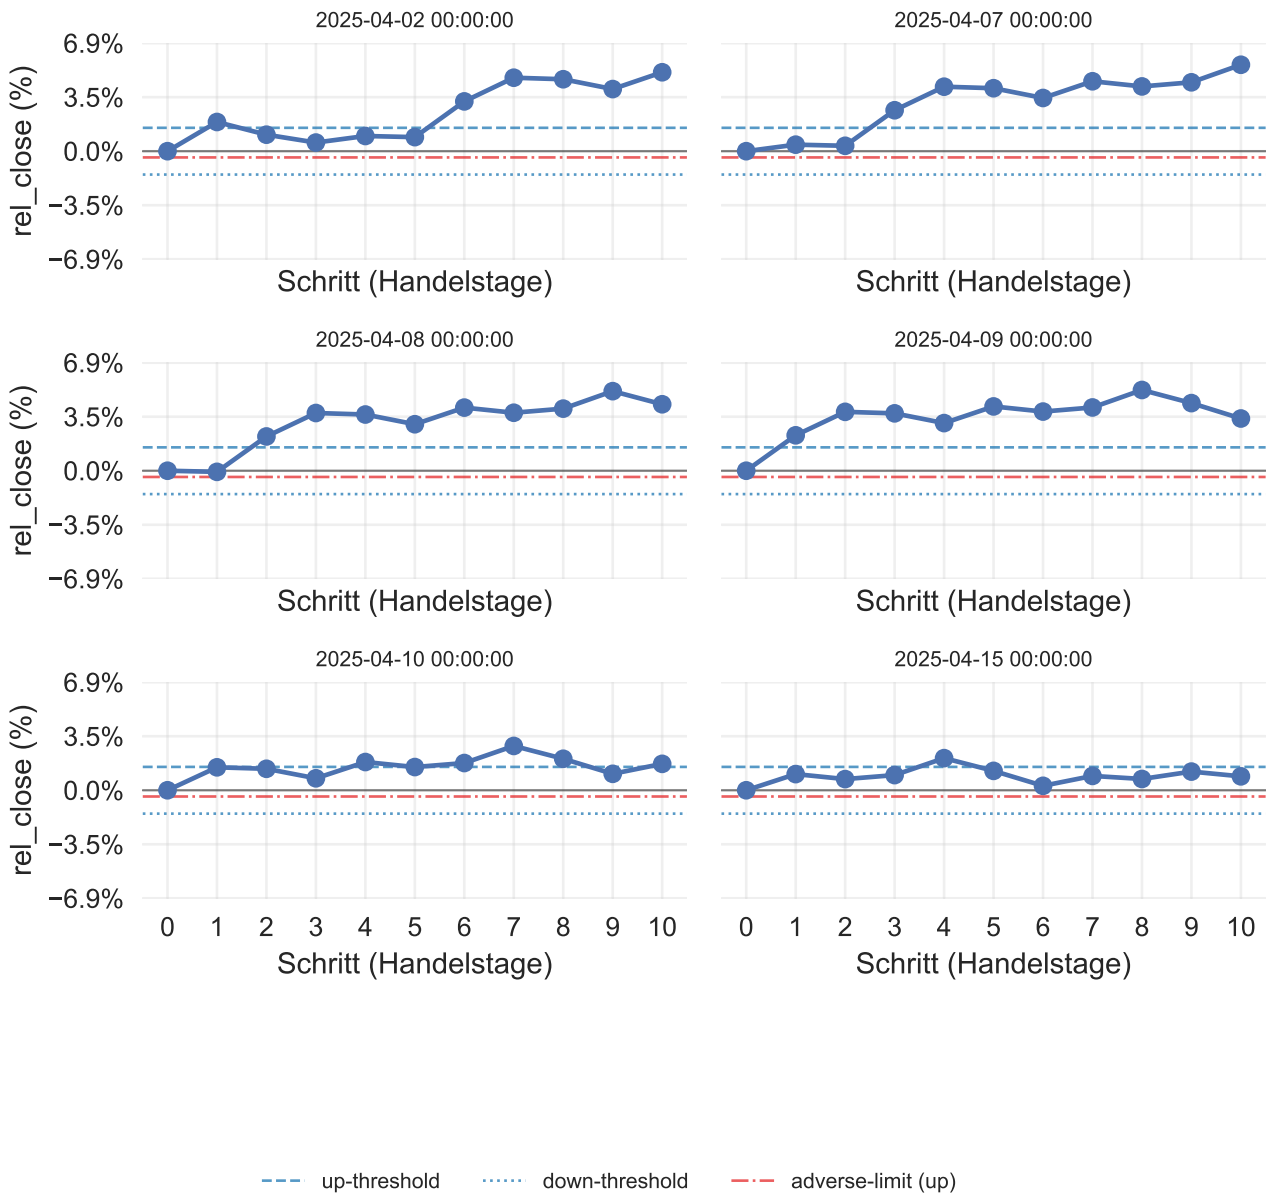 2025-04-02 00:00:00
2025-04-07 00:00:00
6.9%
3.5%
0.0%
−3.5%
−6.9%
rel_close (%)
Schritt (Handelstage)
Schritt (Handelstage)
2025-04-08 00:00:00
2025-04-09 00:00:00
6.9%
3.5%
0.0%
−3.5%
−6.9%
rel_close (%)
Schritt (Handelstage)
Schritt (Handelstage)
2025-04-10 00:00:00
2025-04-15 00:00:00
6.9%
3.5%
0.0%
−3.5%
−6.9%
rel_close (%)
0 1 2 3 4 5 6 7 8 9 10
0 1 2 3 4 5 6 7 8 9 10
Schritt (Handelstage)
Schritt (Handelstage)
up-threshold
down-threshold
adverse-limit (up)